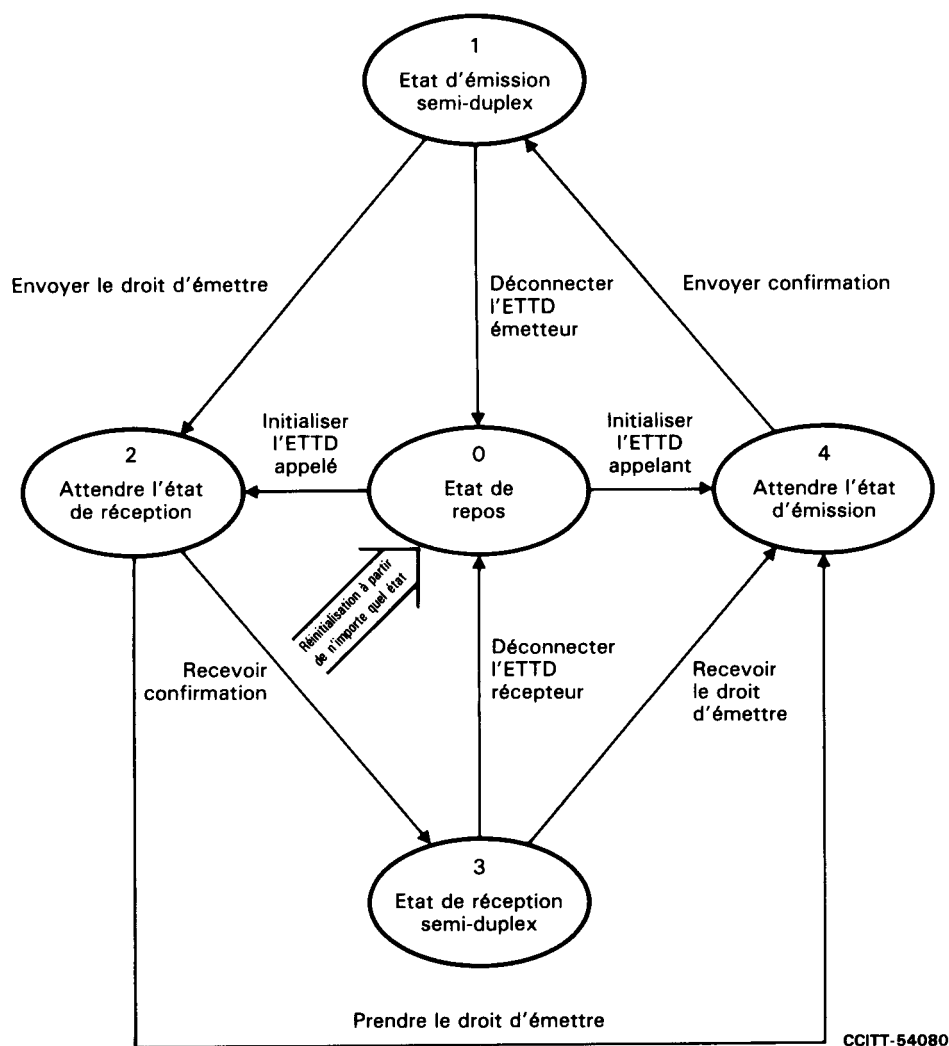 1
Etat d'émission
semi-duplex
Envoyer le droit d'émettre
Déconnecter
l'ETTD
émetteur
Envoyer confirmation
Initialiser
l'ETTD
appelé
Initialiser
l'ETTD
appelant
2
Attendre l'état
de réception
0
Etat de
repos
4
Attendre l'état
d'émission
Réinitialisation à partir
de n'importe quel état
Recevoir
confirmation
Déconnecter
l'ETTD
récepteur
Recevoir
le droit
d'émettre
3
Etat de réception
semi-duplex
Prendre le droit d'émettre
CCITT-54080